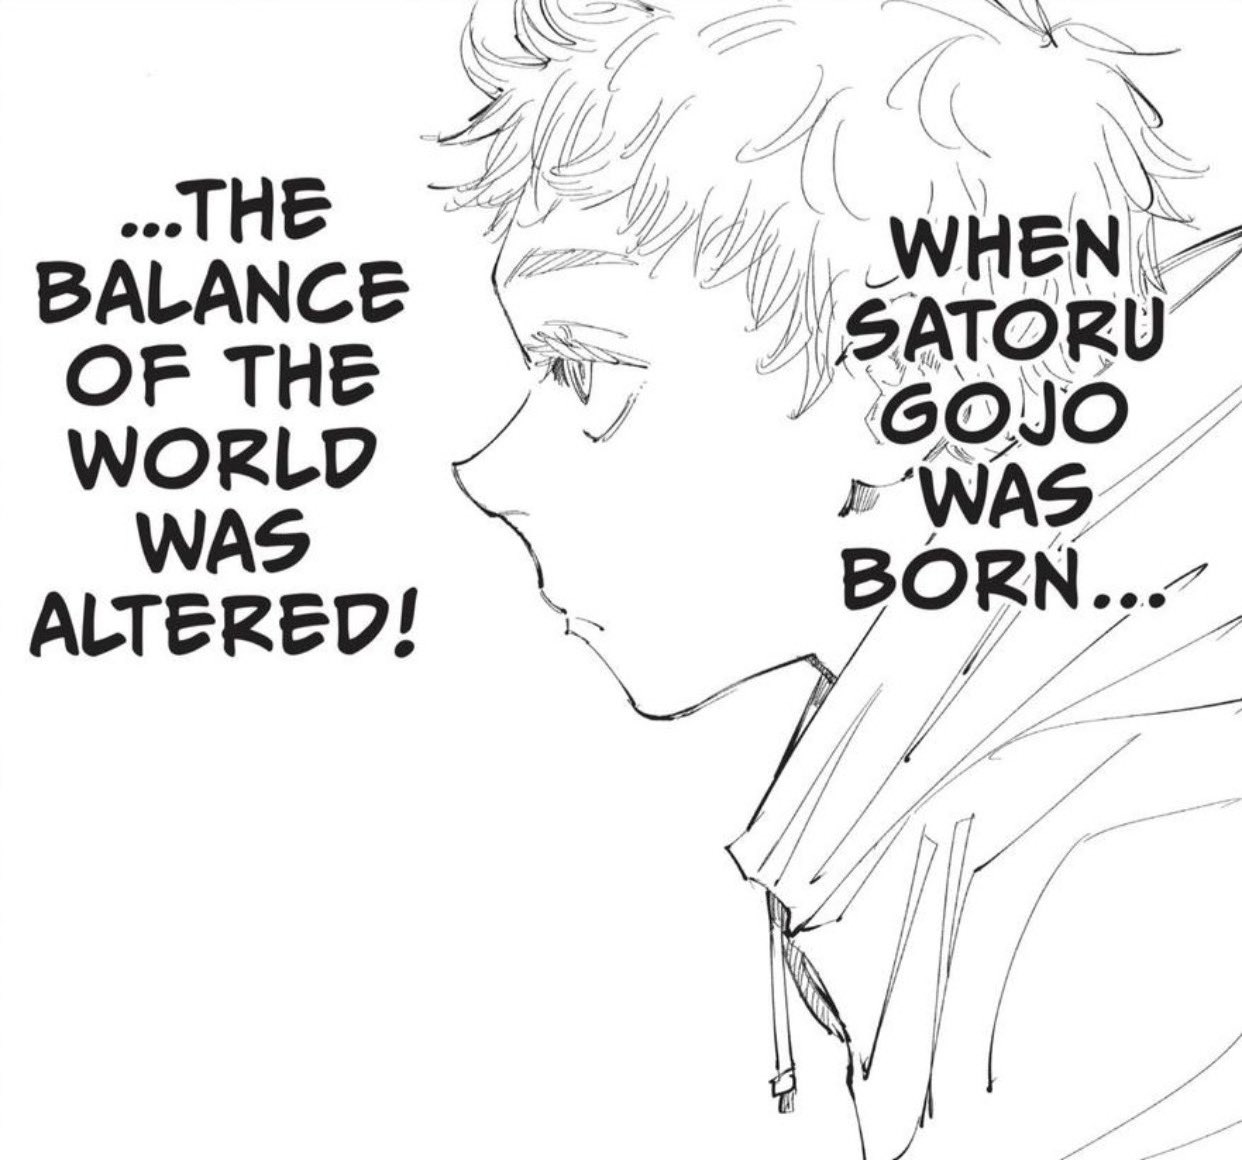 WHEN
SATORU
GOJO
WAS
BORN...
...THE
BALANCE
OF THE
WORLD
WAS
ALTERED!